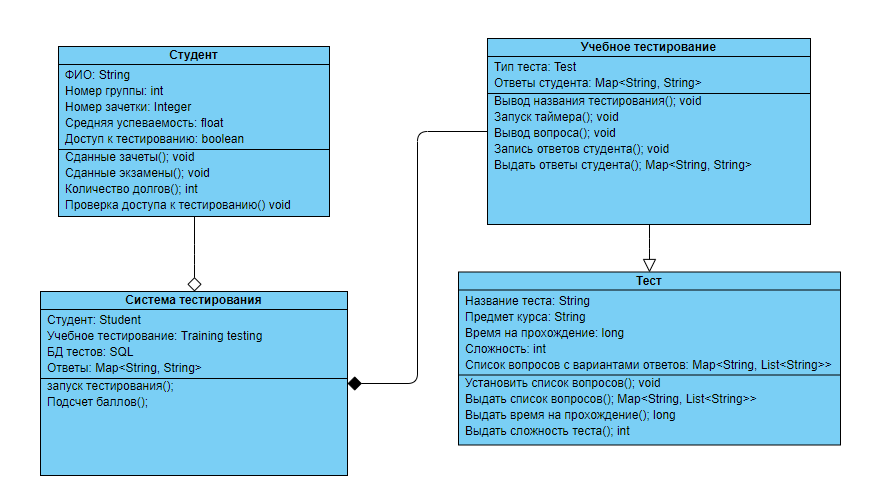 Студент
ФИО: String
Номер группы: int
Номер зачетки: Integer
Средняя успеваемость: float
Доступ к тестированию: boolean
Сданные зачеты(); void
Сданные экзамены(); void
Количество долгов(); int
Проверка доступа к тестированию() void
Учебное тестирование
Тип теста: Test
Ответы студента: Map<String, String>
Вывод названия тестирования(); void
Запуск таймера(); void
Вывод вопроса(); void
Запись ответов студента(); void
Выдать ответы студента(); Map<String, String>
Система тестирования
Студент: Student
Учебное тестирование: Training testing
БД тестов: SQL
Ответы: Map<String, String>
запуск тестирования();
Подсчет баллов();
Тест
Название теста: String
Предмет курса: String
Время на прохождение: long
Сложность: int
Список вопросов с вариантами ответов: Map<String, List<String>>
Установить список вопросов(); void
Выдать список вопросов(); Map<String, List<String>>
Выдать время на прохождение(); long
Выдать сложность теста(); int